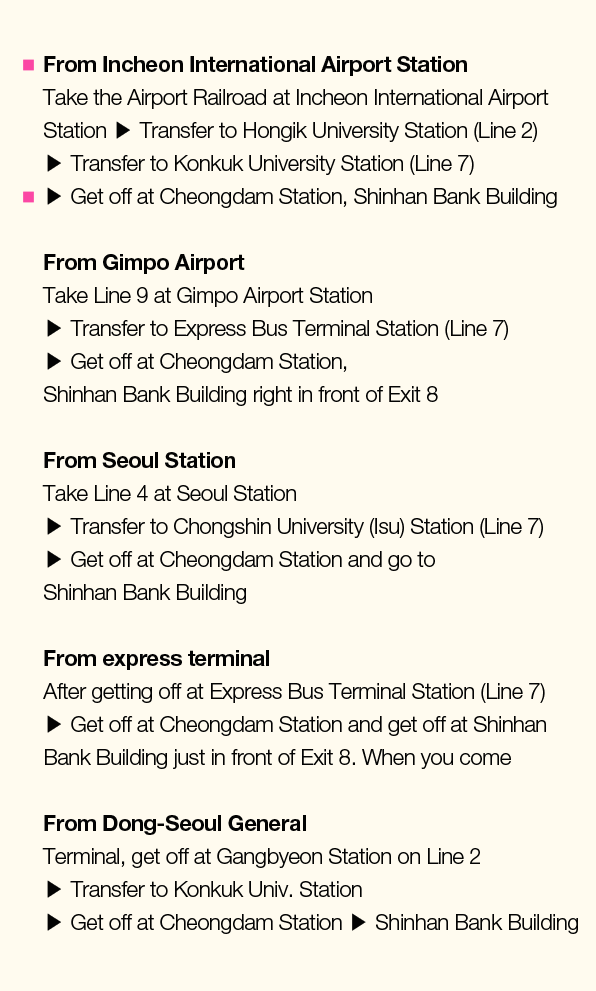 From Incheon International Airport Station
Take the Airport Railroad at Incheon International Airport
Station ▶ Transfer to Hongik University Station (Line 2)
▶ Transfer to Konkuk University Station (Line 7)
▶ Get off at Cheongdam Station, Shinhan Bank Building
From Gimpo Airport
Take Line 9 at Gimpo Airport Station
▶ Transfer to Express Bus Terminal Station (Line 7)
▶ Get off at Cheongdam Station,
Shinhan Bank Building right in front of Exit 8
From Seoul Station
Take Line 4 at Seoul Station
▶ Transfer to Chongshin University (Isu) Station (Line 7)
▶ Get off at Cheongdam Station and go to
Shinhan Bank Building
From express terminal
After getting off at Express Bus Terminal Station (Line 7)
▶ Get off at Cheongdam Station and get off at Shinhan
Bank Building just in front of Exit 8. When you come
From Dong-Seoul General
Terminal, get off at Gangbyeon Station on Line 2
▶ Transfer to Konkuk Univ. Station
▶ Get off at Cheongdam Station ▶ Shinhan Bank Building